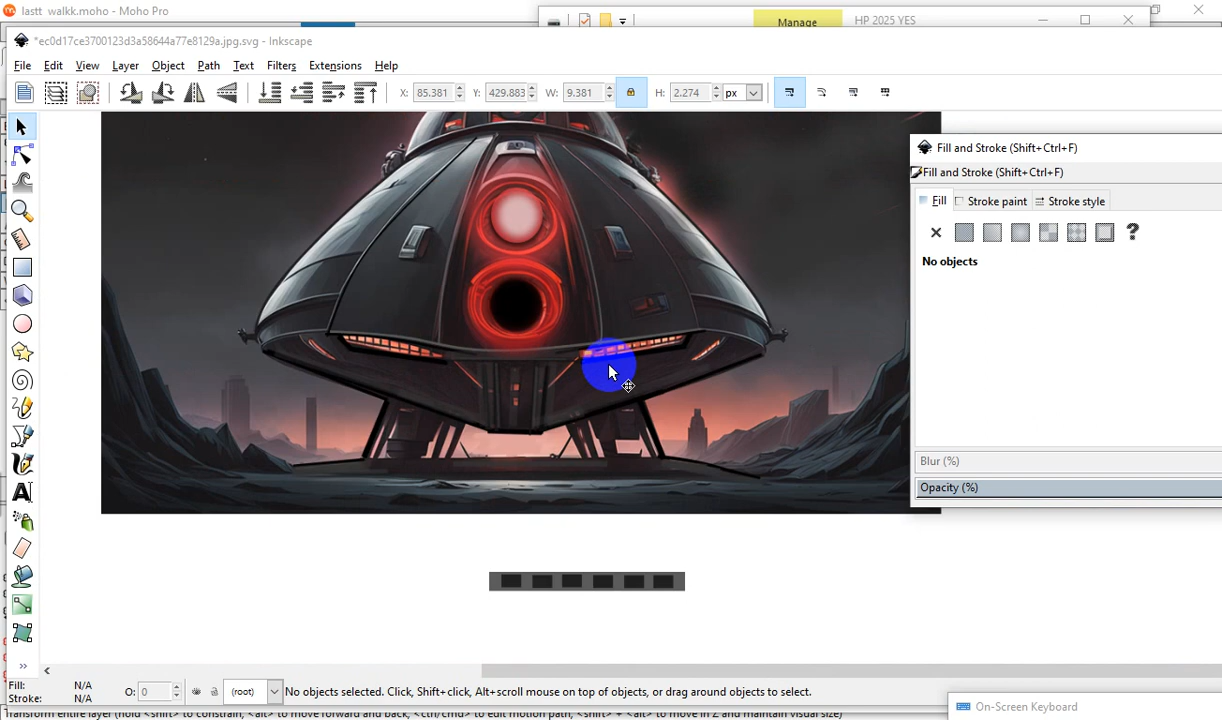 lastt walkk.moho - Moho Pro
Manage
HP 2025 YES
*ec0d17ce3700123d3a58644a77e8129a.jpg.svg - Inkscape
File Edit View Layer Object Path Text Filters Extensions Help
X: 85.381 Y: 429.883 W: 9.381 H: 2.274 px
Fill and Stroke (Shift+Ctrl+F)
Fill and Stroke (Shift+Ctrl+F)
Fill Stroke paint Stroke style
No objects
Blur (%)
Opacity (%)
Fill: N/A
Stroke: N/A
O: 0
(root)
No objects selected. Click, Shift+click, Alt+scroll mouse on top of objects, or drag around objects to select.
On-Screen Keyboard
Transform entire layer (hold <shift> to constrain, <alt> to move forward and back, <ctrl/cmd> to edit motion path, <shift> + <alt> to move in Z and maintain visual size)